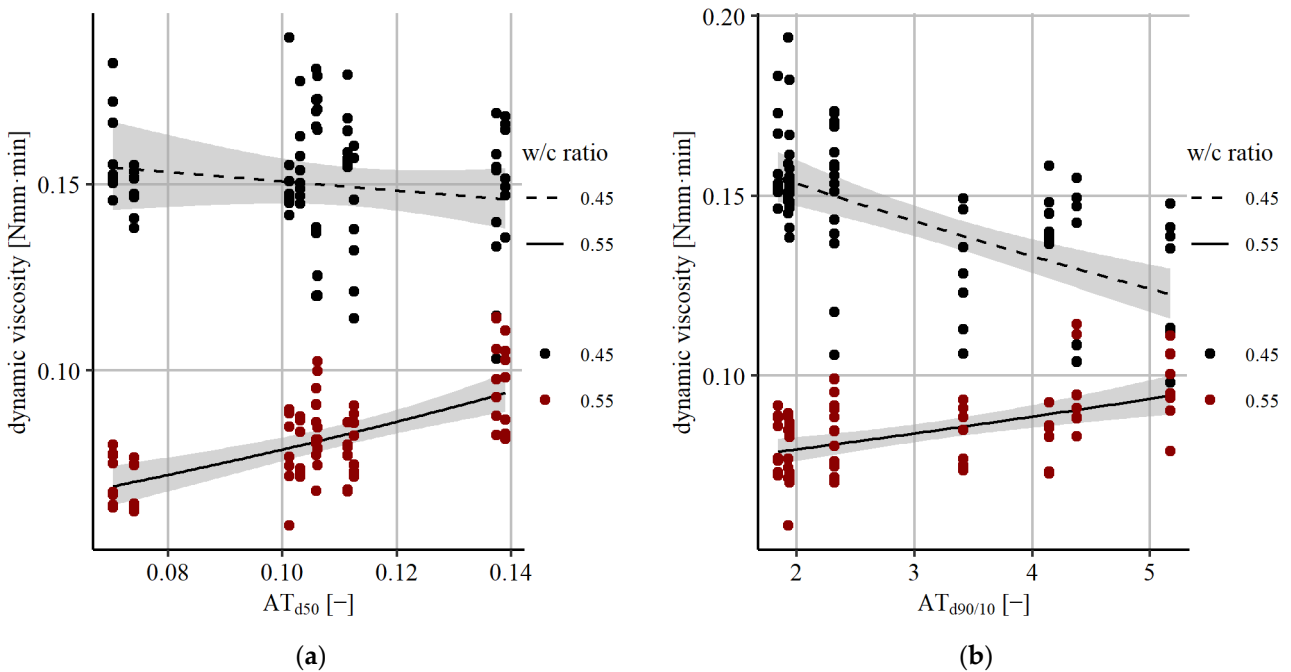 dynamic viscosity [Nmm·min]
0.15
0.10
0.08
0.10
0.12
0.14
AT_d50 [−]
w/c ratio
0.45
0.55
0.45
0.55
(a)
dynamic viscosity [Nmm·min]
0.20
0.15
0.10
2
3
4
5
AT_d90/10 [−]
w/c ratio
0.45
0.55
0.45
0.55
(b)